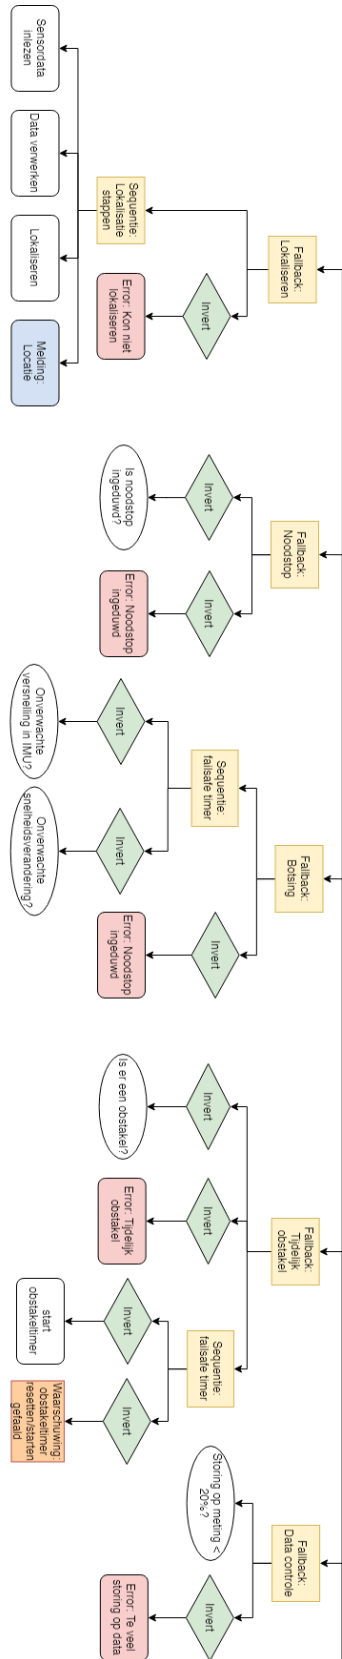 Fallback:
Lokaliseren
Sequentie:
Lokalisatie
stappen
Invert
Error: Kon niet
lokaliseren
Sensordata
inlezen
Data verwerken
Lokaliseren
Melding:
Locatie
Fallback:
Noodstop
Invert
Invert
Is noodstop
ingeduwd?
Error: Noodstop
ingeduwd
Fallback:
Botsing
Sequentie:
failsafe timer
Invert
Invert
Invert
Error: Noodstop
ingeduwd
Onverwachte
versnelling in IMU?
Onverwachte
snelheidsverandering?
Fallback:
Tijdelijk
obstakel
Invert
Invert
Sequentie:
failsafe timer
Is er een obstakel?
Error: Tijdelijk
obstakel
Invert
Invert
start
obstakeltimer
Waarschuwing:
obstakeltimer
resetten/starten
gefaald
Fallback:
Data controle
Storing op meting <
20%?
Invert
Error: Te veel
storing op data